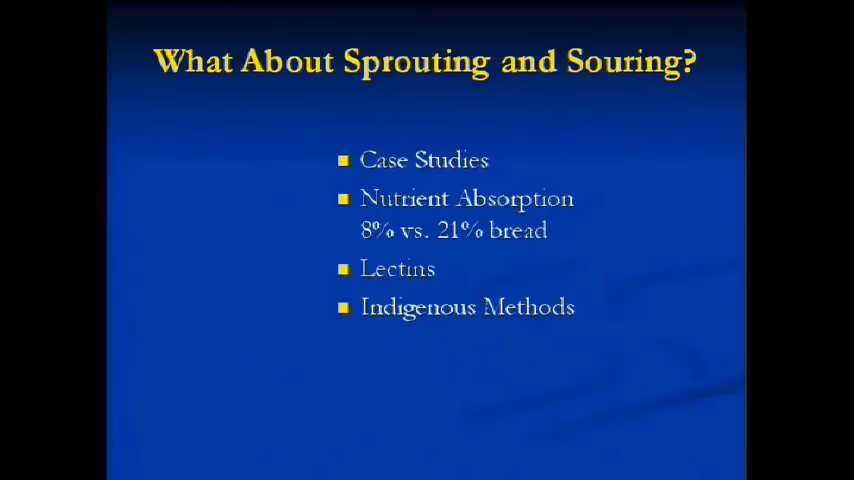 What About Sprouting and Souring?
Case Studies
Nutrient Absorption
8% vs. 21% bread
Lectins
Indigenous Methods